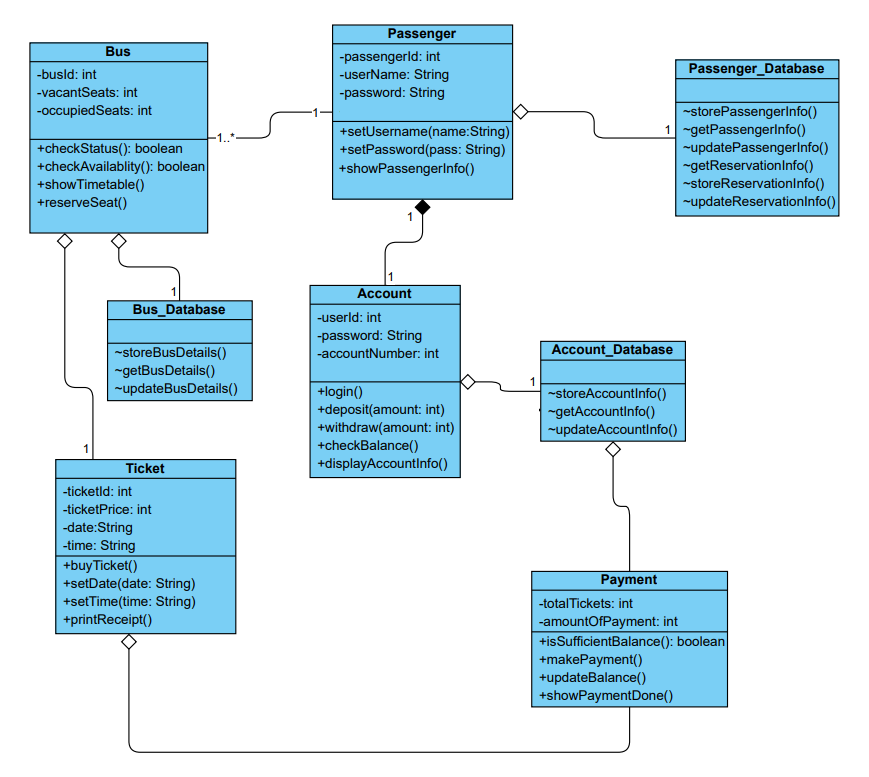 Passenger
-passengerId: int
-userName: String
-password: String
+setUsername(name:String)
+setPassword(pass: String)
+showPassengerInfo()
Bus
-busId: int
-vacantSeats: int
-occupiedSeats: int
+checkStatus(): boolean
+checkAvailablity(): boolean
+showTimetable()
+reserveSeat()
1..*
1
Passenger_Database
~storePassengerInfo()
~getPassengerInfo()
~updatePassengerInfo()
~getReservationInfo()
~storeReservationInfo()
~updateReservationInfo()
1
1
1
Bus_Database
~storeBusDetails()
~getBusDetails()
~updateBusDetails()
1
Account
-userId: int
-password: String
-accountNumber: int
+login()
+deposit(amount: int)
+withdraw(amount: int)
+checkBalance()
+displayAccountInfo()
Account_Database
~storeAccountInfo()
~getAccountInfo()
~updateAccountInfo()
1
1
Ticket
-ticketId: int
-ticketPrice: int
-date:String
-time: String
+buyTicket()
+setDate(date: String)
+setTime(time: String)
+printReceipt()
Payment
-totalTickets: int
-amountOfPayment: int
+isSufficientBalance(): boolean
+makePayment()
+updateBalance()
+showPaymentDone()